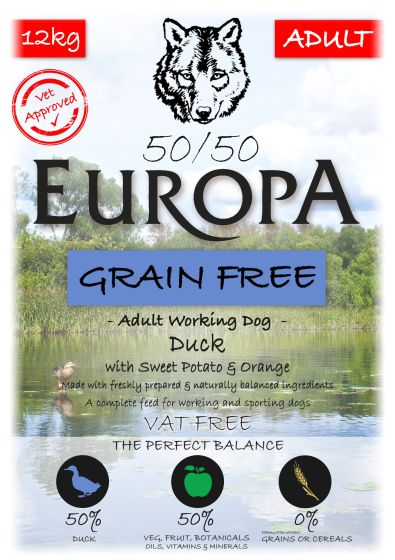 12kg
ADULT
Vet
Approved
50/50
EUROPA
GRAIN FREE
- Adult Working Dog -
Duck
with Sweet Potato & Orange
Made with freshly prepared & naturally balanced ingredients
A complete feed for working and sporting dogs
VAT FREE
THE PERFECT BALANCE
50%
DUCK
50%
VEG, FRUIT, BOTANICALS
OILS, VITAMINS & MINERALS
0%
FORMULATED WITHOUT
GRAINS OR CEREALS